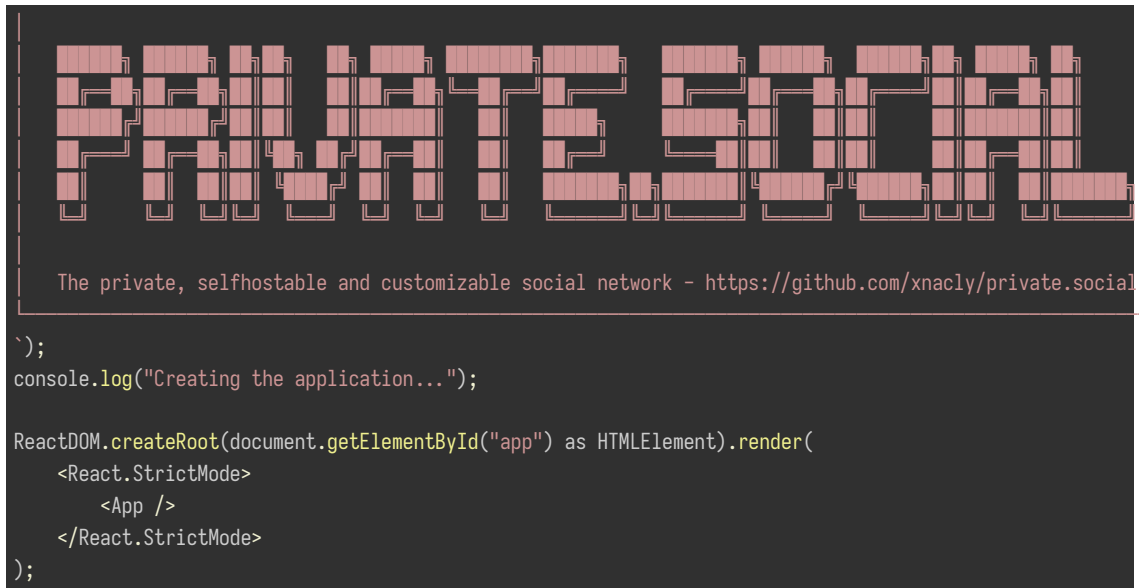 PRIVATE.SOCIAL
The private, selfhostable and customizable social network - https://github.com/xnacly/private.social
`);
console.log("Creating the application...");
ReactDOM.createRoot(document.getElementById("app") as HTMLElement).render(
<React.StrictMode>
<App />
</React.StrictMode>
);